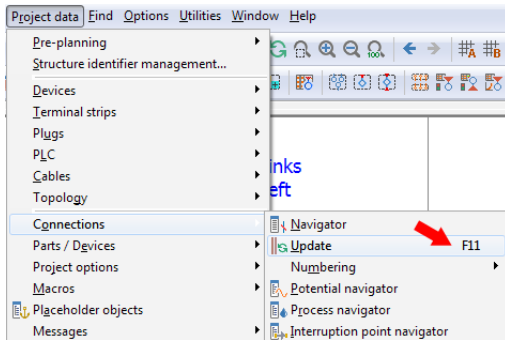 Project data Find Options Utilities Window Help
Pre-planning
Structure identifier management...
Devices
Terminal strips
Plugs
PLC
inks
Cables
eft
Topology
Connections
Navigator
Parts / Devices
Update F11
Project options
Numbering
Macros
Potential navigator
Placeholder objects
Process navigator
Messages
Interruption point navigator
A
B